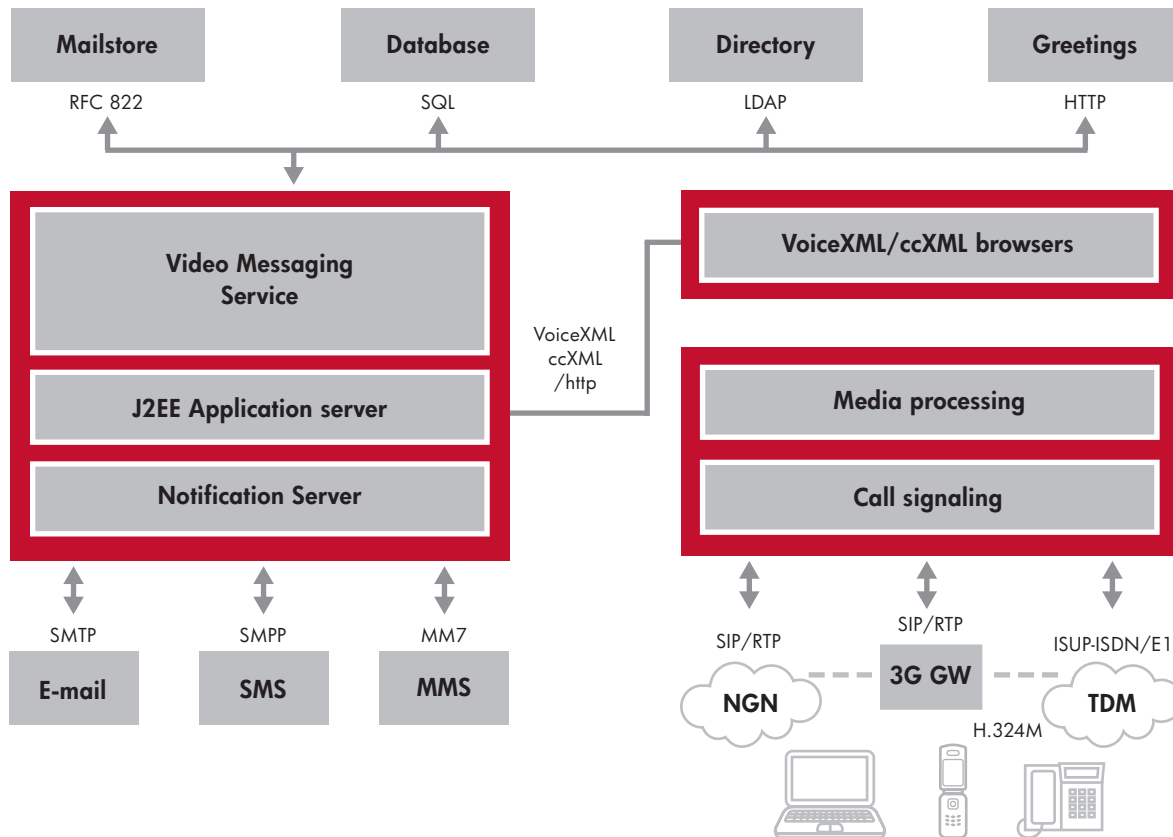 Mailstore
Database
Directory
Greetings
RFC 822
SQL
LDAP
HTTP
Video Messaging
Service
J2EE Application server
Notification Server
VoiceXML
ccXML
/http
VoiceXML/ccXML browsers
Media processing
Call signaling
SMTP
SMPP
MM7
E-mail
SMS
MMS
SIP/RTP
SIP/RTP
ISUP-ISDN/E1
NGN
3G GW
TDM
H.324M